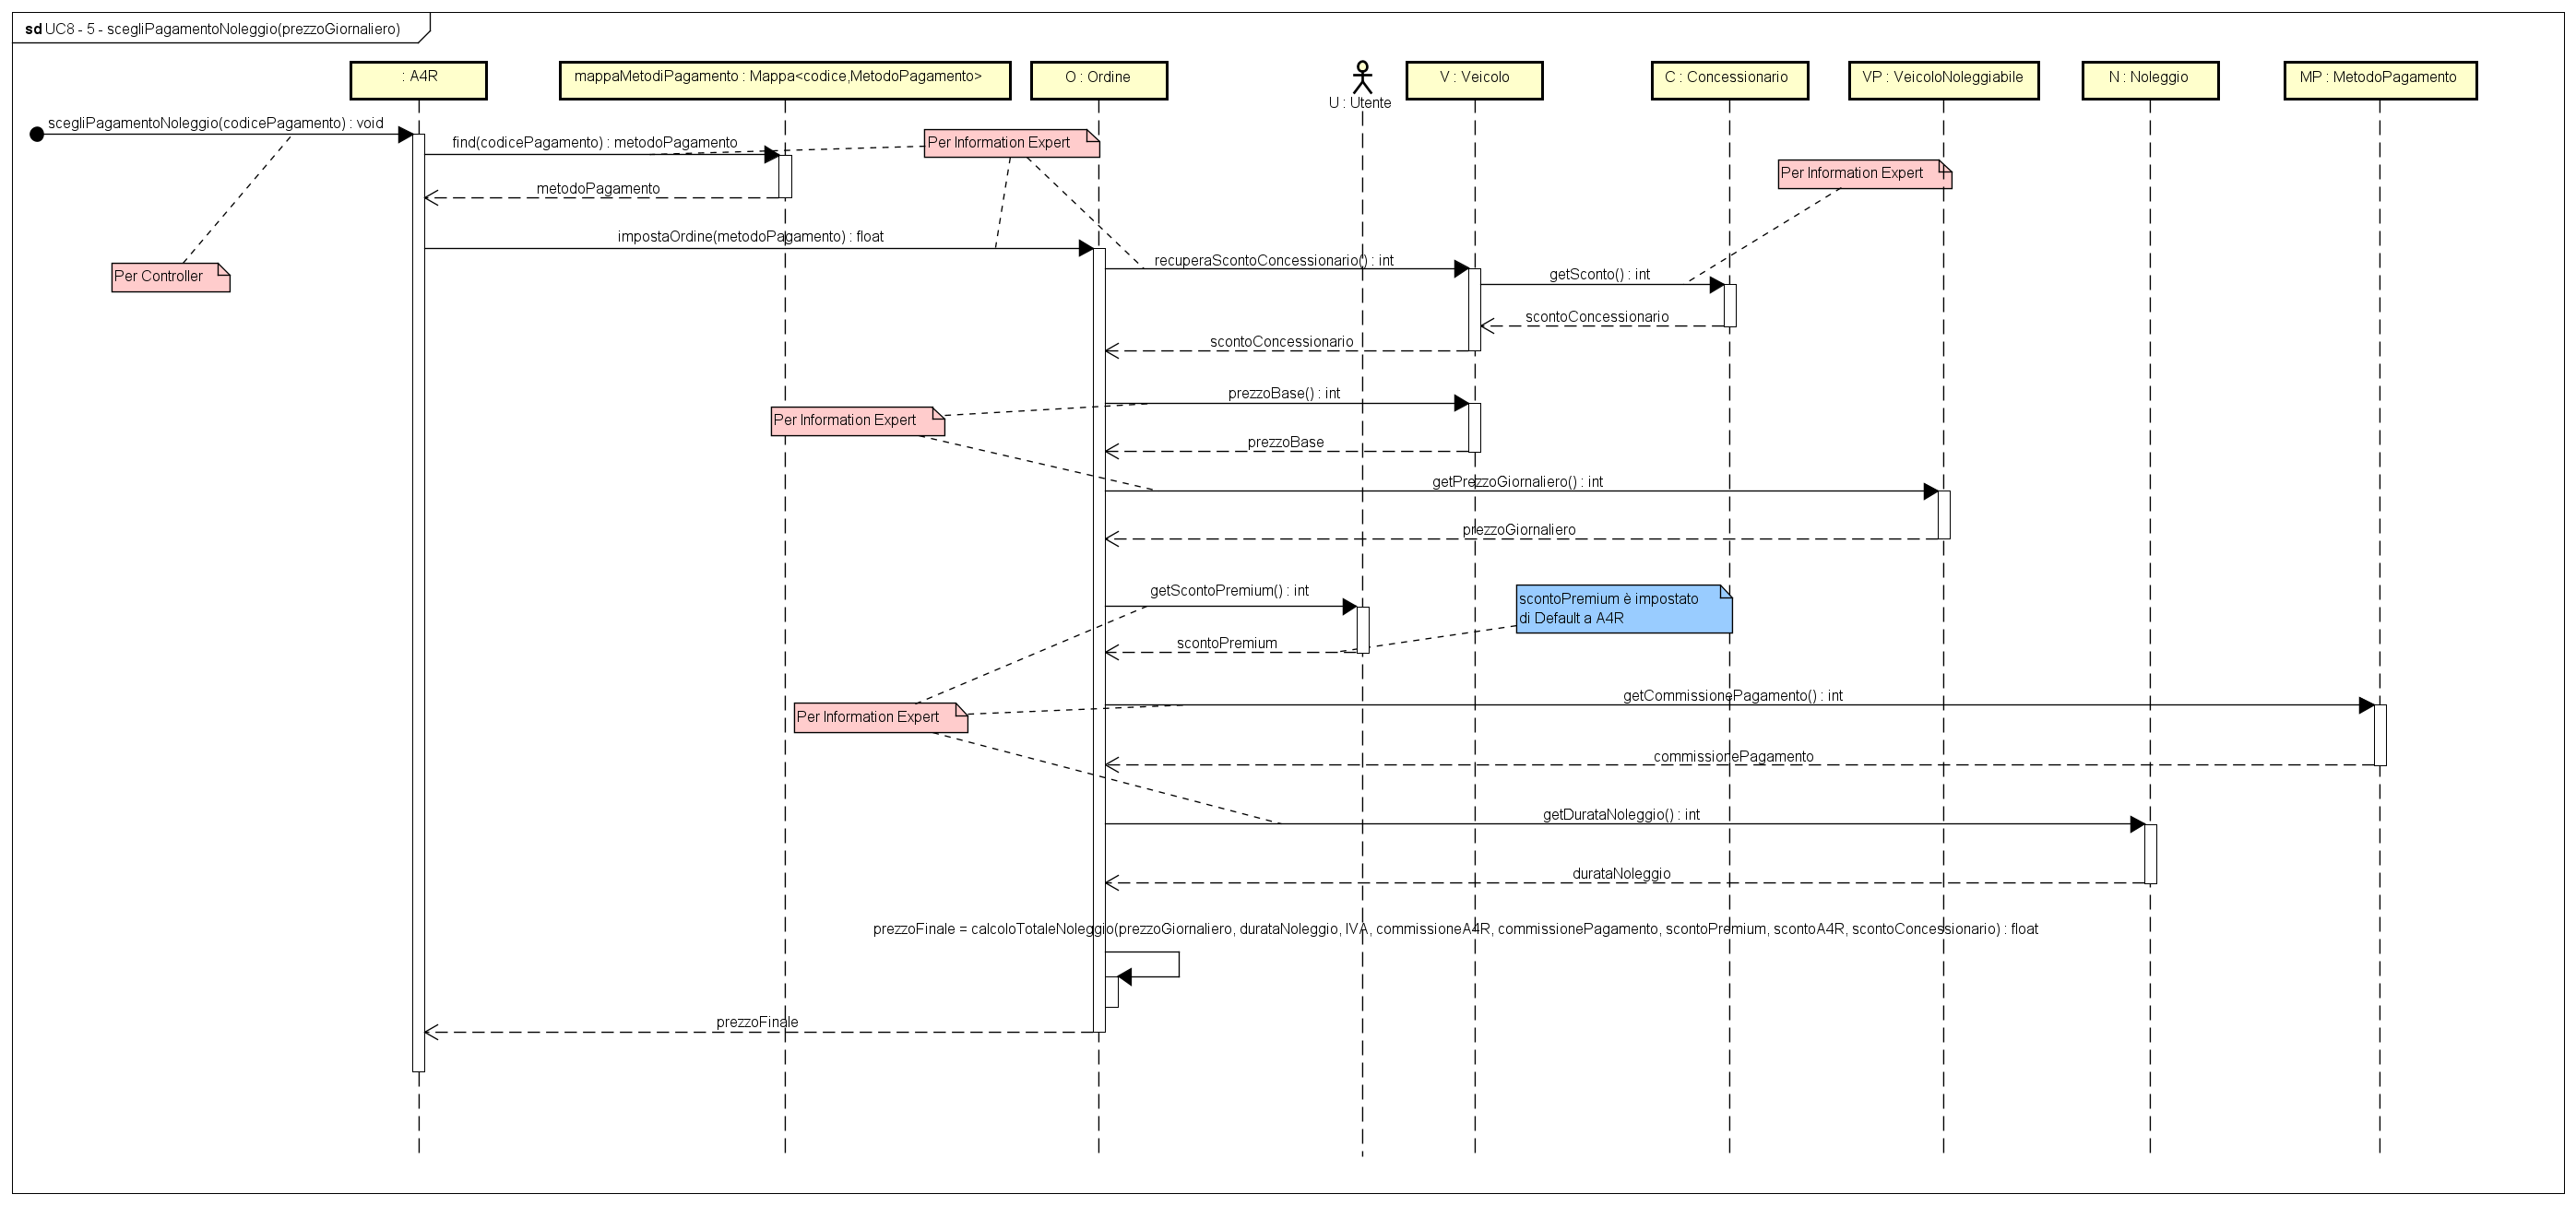 sd UC8 - 5 - scegliPagamentoNoleggio(prezzoGiornaliero)
: A4R
mappaMetodiPagamento : Mappa<codice,MetodoPagamento>
O : Ordine
U : Utente
V : Veicolo
C : Concessionario
VP : VeicoloNoleggiabile
N : Noleggio
MP : MetodoPagamento
scegliPagamentoNoleggio(codicePagamento) : void
find(codicePagamento) : metodoPagamento
Per Information Expert
Per Information Expert
metodoPagamento
impostaOrdine(metodoPagamento) : float
Per Controller
recuperaScontoConcessionario() : int
getSconto() : int
scontoConcessionario
scontoConcessionario
prezzoBase() : int
Per Information Expert
prezzoBase
getPrezzoGiornaliero() : int
prezzoGiornaliero
getScontoPremium() : int
scontoPremium è impostato
di Default a A4R
scontoPremium
getCommissionePagamento() : int
Per Information Expert
commissionePagamento
getDurataNoleggio() : int
durataNoleggio
prezzoFinale = calcoloTotaleNoleggio(prezzoGiornaliero, durataNoleggio, IVA, commissioneA4R, commissionePagamento, scontoPremium, scontoA4R, scontoConcessionario) : float
prezzoFinale